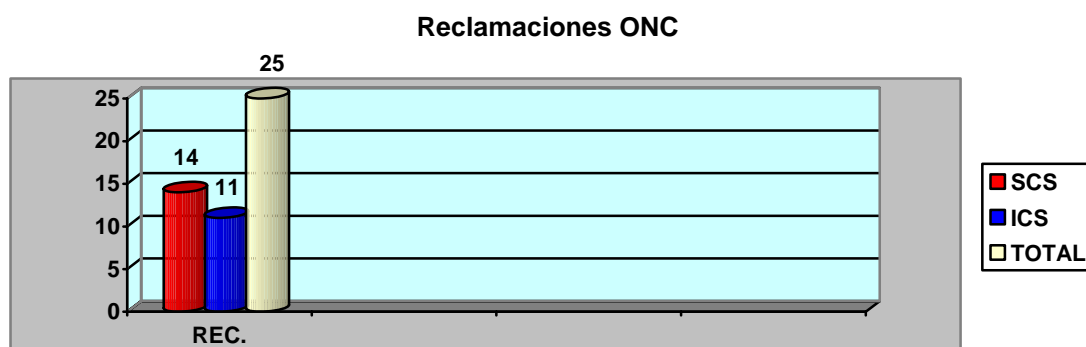 Reclamaciones ONC
25
14
11
25
20
15
10
5
0
REC.
SCS
ICS
TOTAL